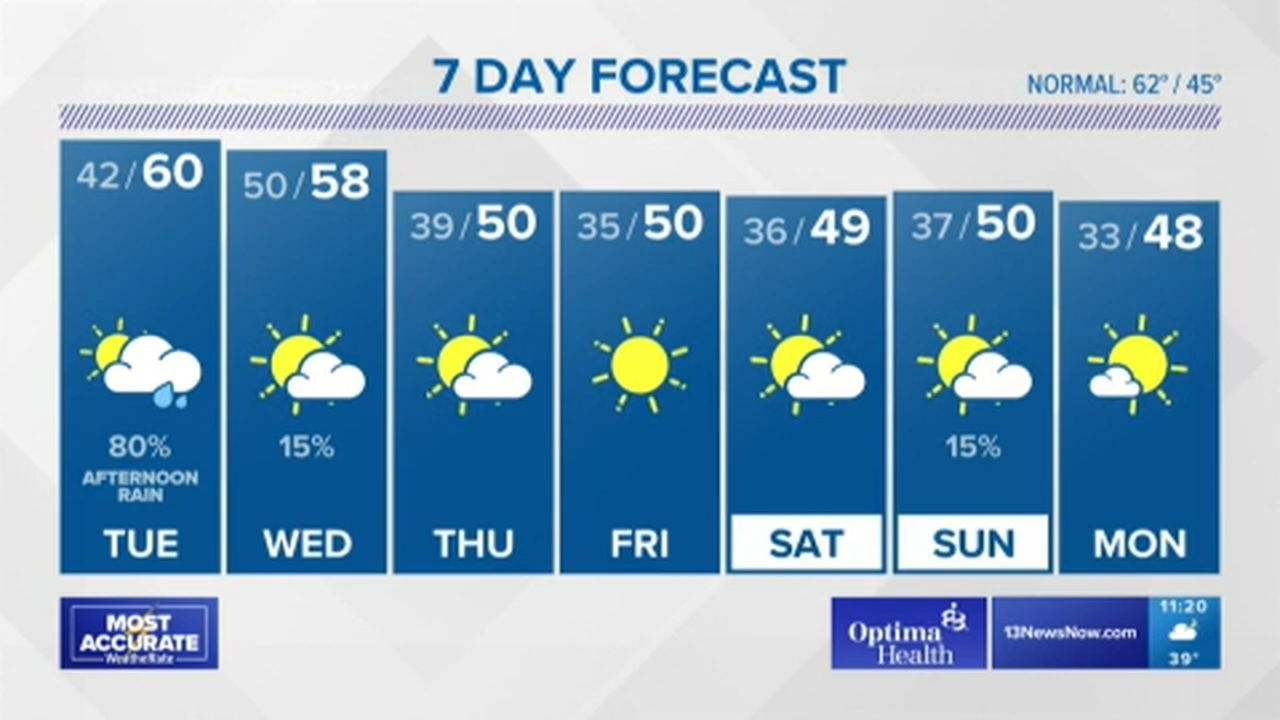 7 DAY FORECAST
NORMAL: 62° / 45°
42/60
50/58
39/50
35/50
36/49
37/50
33/48
80%
AFTERNOON
RAIN
15%
15%
TUE
WED
THU
FRI
SAT
SUN
MON
MOST
ACCURATE
WeatheRate
Optima
Health
13NewsNow.com
11:20
39°